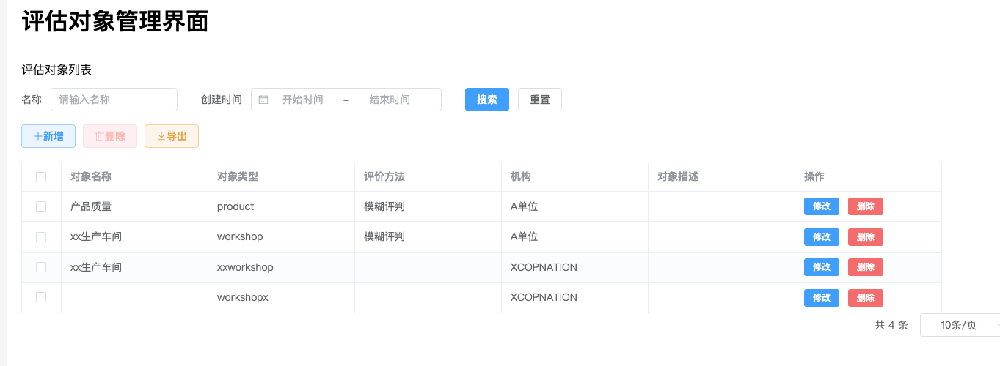 评估对象管理界面
评估对象列表
名称 请输入名称 创建时间 开始时间 – 结束时间 搜索 重置
新增 删除 导出
对象名称 对象类型 评价方法 机构 对象描述 操作
产品质量 product 模糊评判 A单位 修改 删除
xx生产车间 workshop 模糊评判 A单位 修改 删除
xx生产车间 xxworkshop XCOPNATION 修改 删除
workshopx XCOPNATION 修改 删除
共 4 条 10条/页